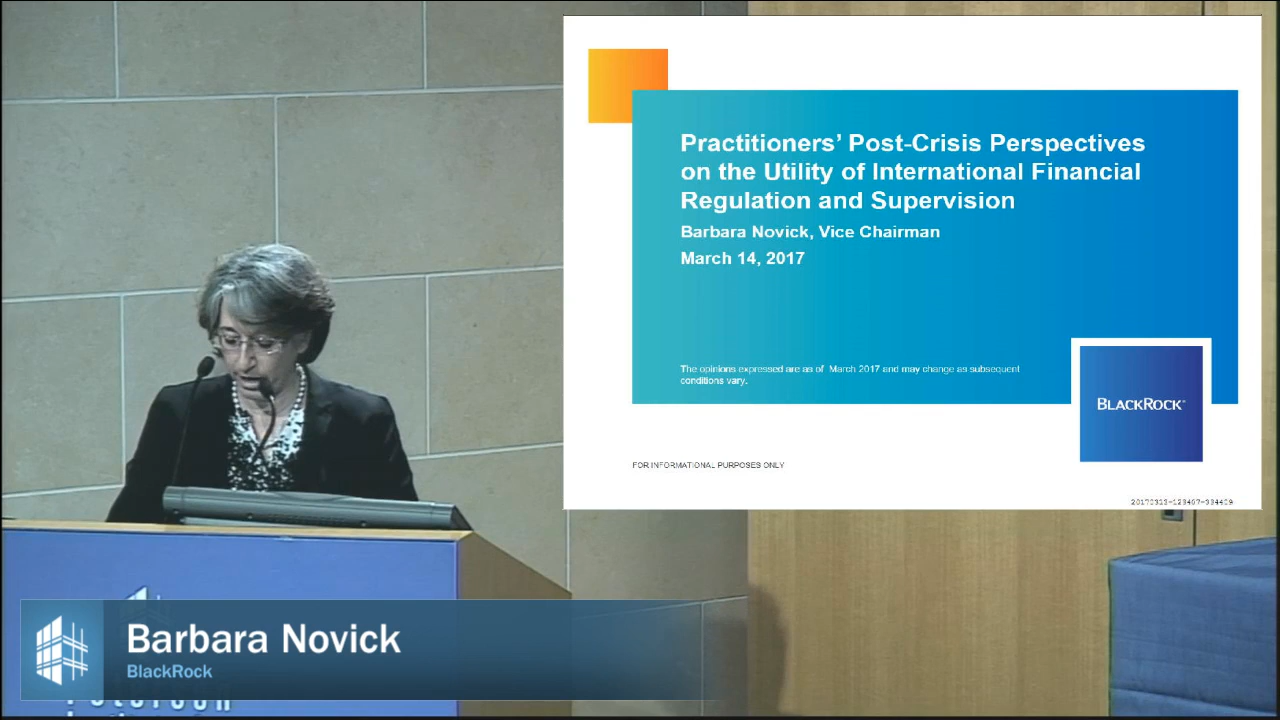 Practitioners' Post-Crisis Perspectives
on the Utility of International Financial
Regulation and Supervision
Barbara Novick, Vice Chairman
March 14, 2017
The opinions expressed are as of March 2017 and may change as subsequent
conditions vary.
BLACKROCK®
FOR INFORMATIONAL PURPOSES ONLY
Barbara Novick
BlackRock